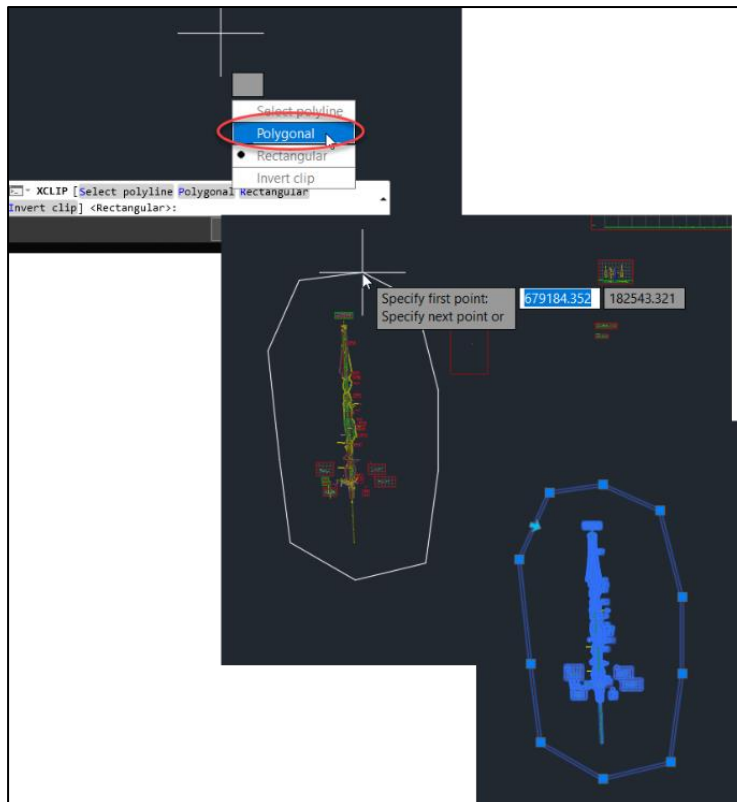 Select polyline
Polygonal
Rectangular
Invert clip
XCLIP [Select polyline Polygonal Rectangular
Invert clip] <Rectangular>:
Specify first point: 679184.352 182543.321
Specify next point or